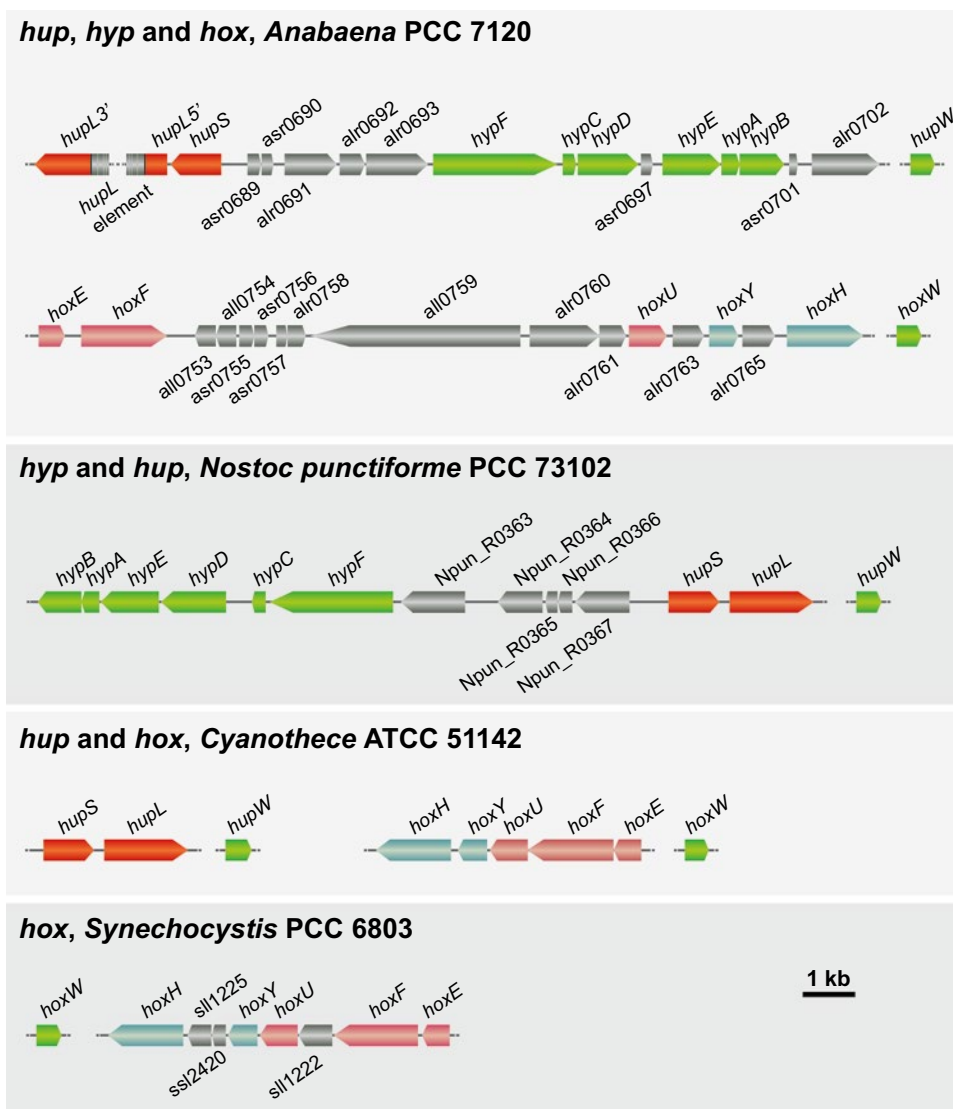 hup, hyp and hox, Anabaena PCC 7120
hupL3’ hupL5’ hupS asr0690 alr0692 alr0693 hypF hypC hypD hypE hypA hypB alr0702 hupW
hupL element asr0689 alr0691 asr0697 asr0701
hoxE hoxF all0754 asr0756 alr0758 all0759 alr0760 hoxU hoxY hoxH hoxW
all0753 asr0755 asr0757 alr0761 alr0763 alr0765
hyp and hup, Nostoc punctiforme PCC 73102
hypB hypA hypE hypD hypC hypF Npun_R0363 Npun_R0364 Npun_R0366 hupS hupL hupW
Npun_R0365 Npun_R0367
hup and hox, Cyanothece ATCC 51142
hupS hupL hupW hoxH hoxY hoxU hoxF hoxE hoxW
hox, Synechocystis PCC 6803
1 kb
hoxW hoxH sll1225 hoxY hoxU hoxF hoxE
ssl2420 sll1222